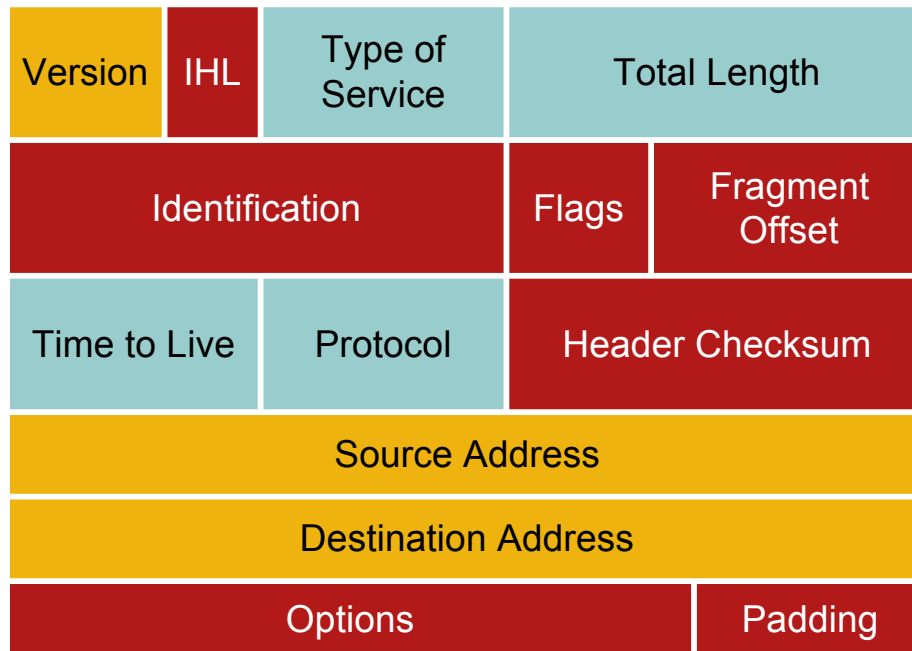 Version IHL Type of Service Total Length
Identification Flags Fragment Offset
Time to Live Protocol Header Checksum
Source Address
Destination Address
Options Padding